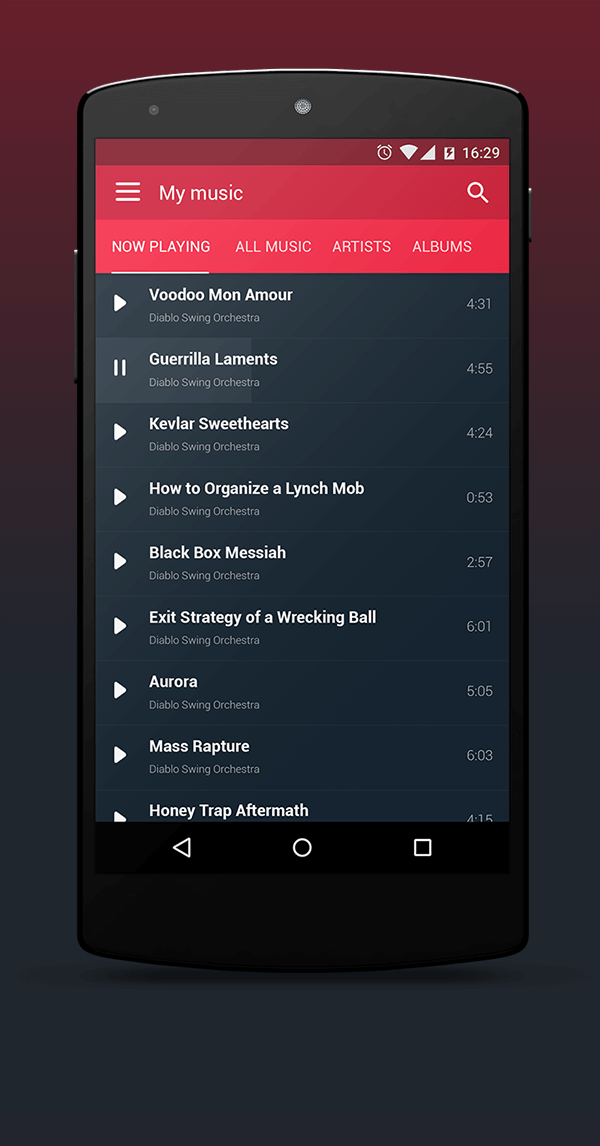 16:29
My music
NOW PLAYING ALL MUSIC ARTISTS ALBUMS
Voodoo Mon Amour
4:31
Diablo Swing Orchestra
Guerrilla Laments
4:55
Diablo Swing Orchestra
Kevlar Sweethearts
4:24
Diablo Swing Orchestra
How to Organize a Lynch Mob
0:53
Diablo Swing Orchestra
Black Box Messiah
2:57
Diablo Swing Orchestra
Exit Strategy of a Wrecking Ball
6:01
Diablo Swing Orchestra
Aurora
5:05
Diablo Swing Orchestra
Mass Rapture
6:03
Diablo Swing Orchestra
Honey Trap Aftermath
4:15